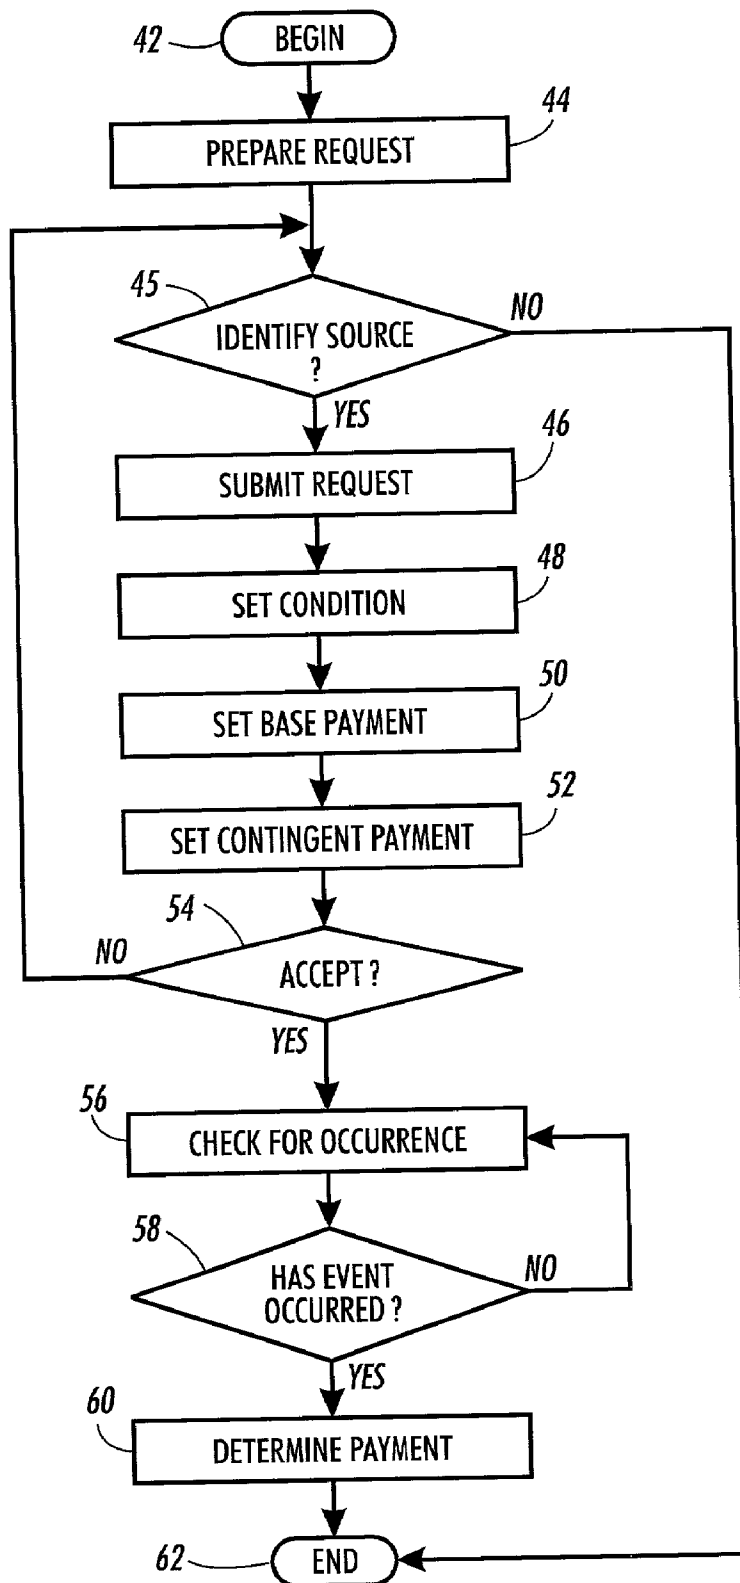 42
BEGIN
44
PREPARE REQUEST
45
NO
IDENTIFY SOURCE
?
YES
46
SUBMIT REQUEST
48
SET CONDITION
50
SET BASE PAYMENT
52
SET CONTINGENT PAYMENT
54
NO
ACCEPT ?
YES
56
CHECK FOR OCCURRENCE
58
HAS EVENT
OCCURRED ?
NO
YES
60
DETERMINE PAYMENT
62
END